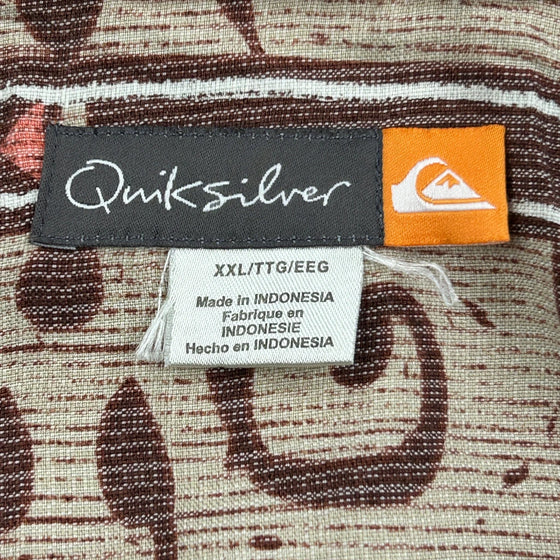 Quiksilver
XXL/TTG/EEG
Made in INDONESIA
Fabrique en
INDONESIE
Hecho en INDONESIA